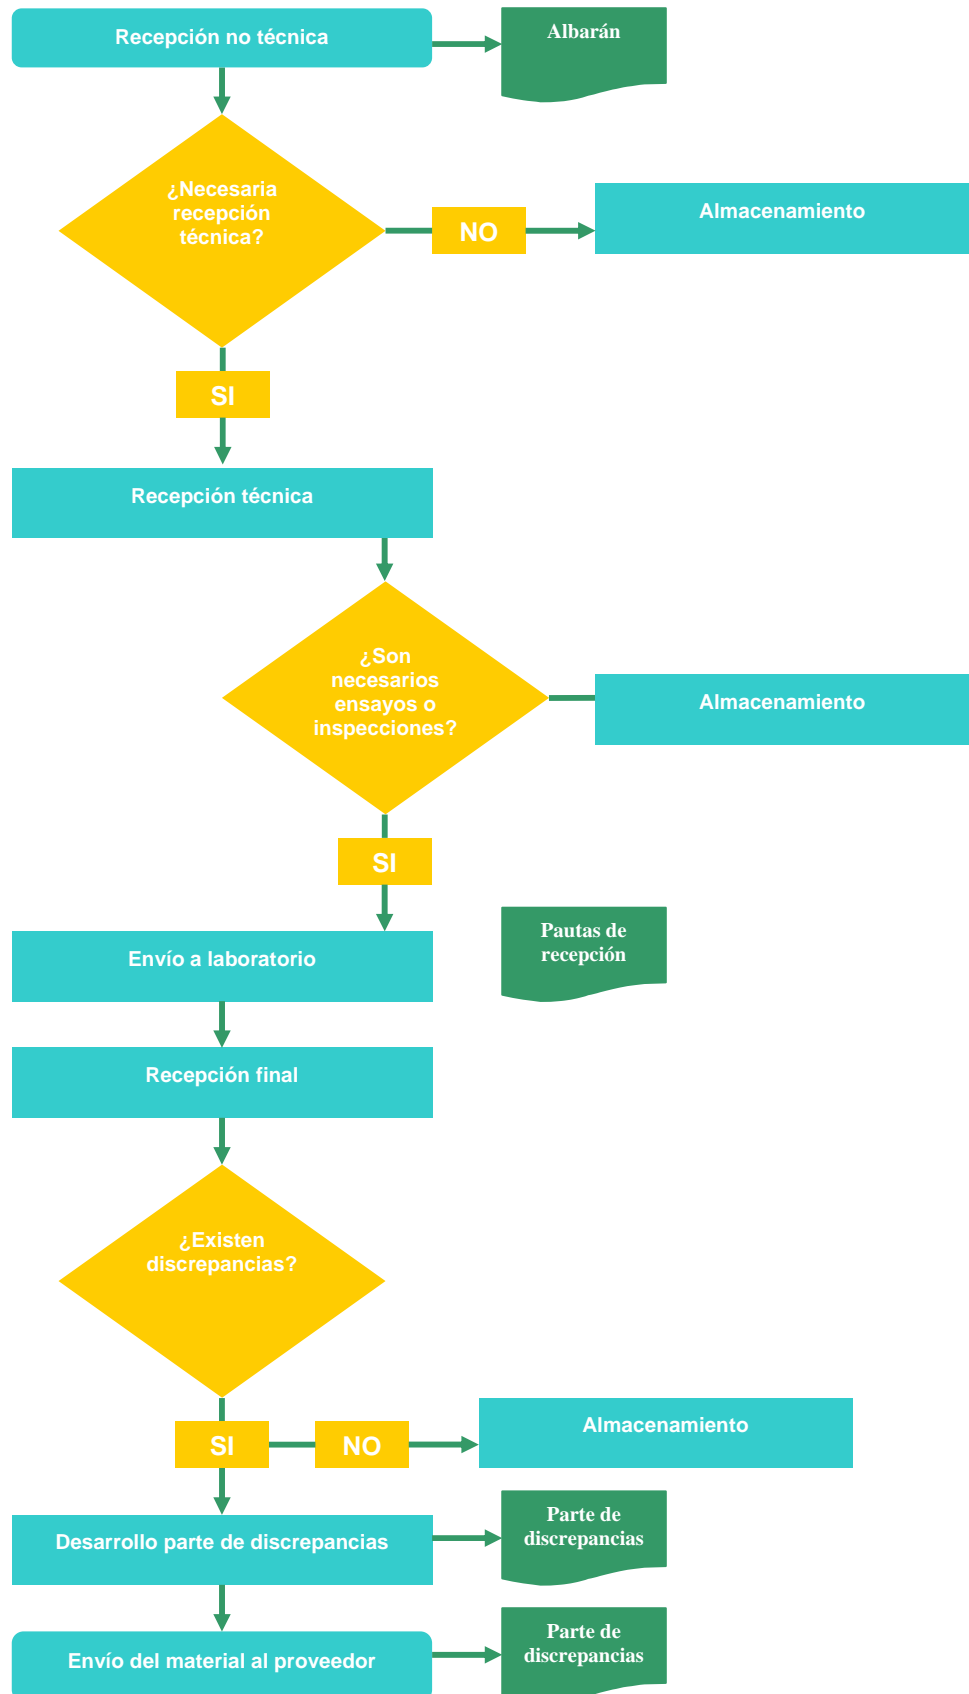 Recepción no técnica
Albarán
¿Necesaria
recepción
técnica?
NO
Almacenamiento
SI
Recepción técnica
¿Son
necesarios
ensayos o
inspecciones?
Almacenamiento
SI
Pautas de
recepción
Envío a laboratorio
Recepción final
¿Existen
discrepancias?
SI
NO
Almacenamiento
Desarrollo parte de discrepancias
Parte de
discrepancias
Envío del material al proveedor
Parte de
discrepancias